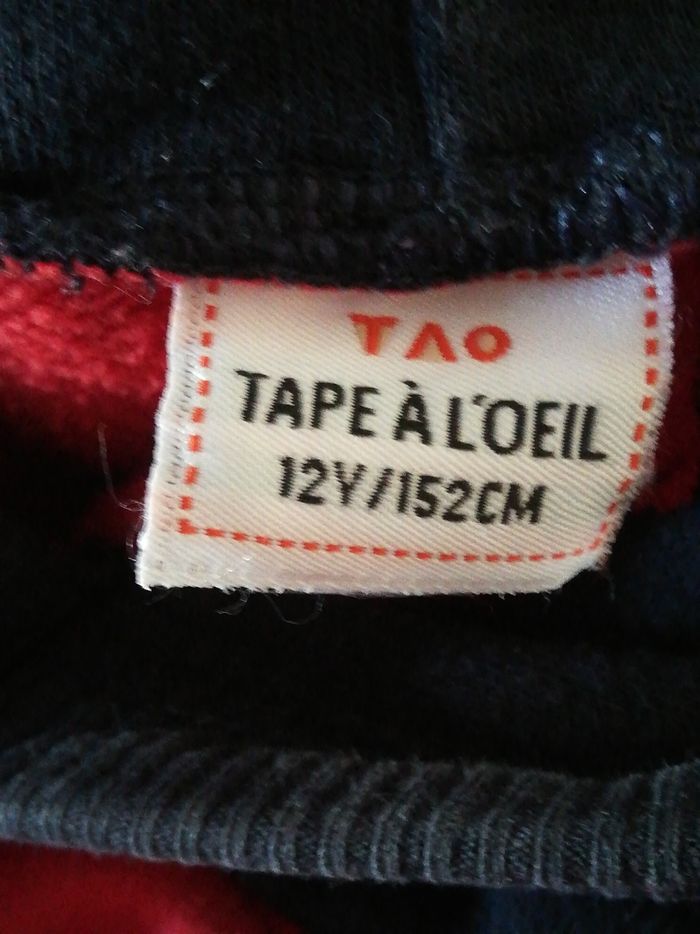 TAO
TAPE À L'OEIL
12Y/152CM